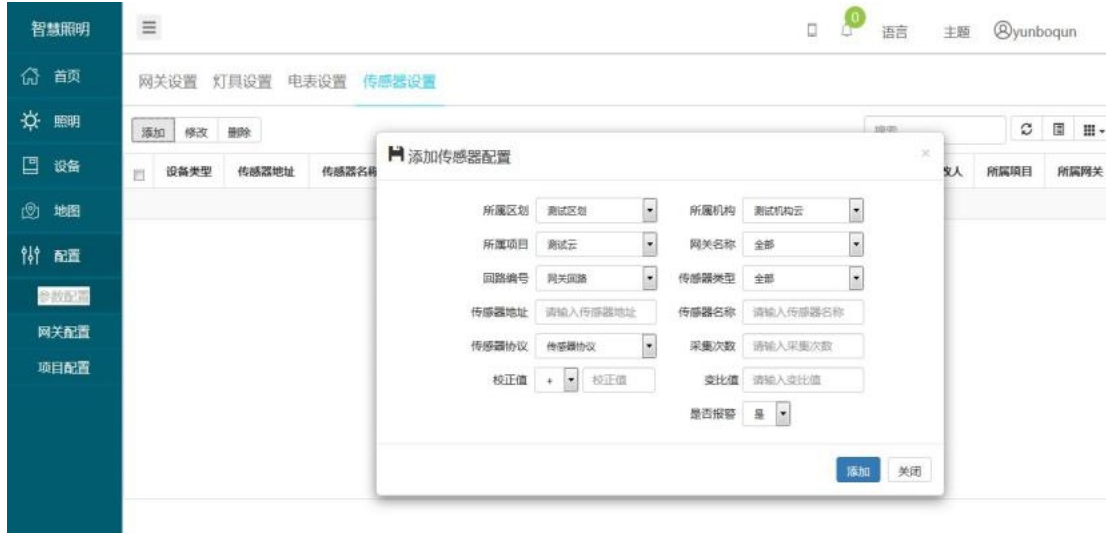 智慧照明
0
语言 主题 yunboqun
首页
照明
设备
地图
配置
参数配置
网关配置
项目配置
网关设置 灯具设置 电表设置 传感器设置
添加 修改 删除
设备类型 传感器地址 传感器名称
所属项目 所属网关
添加传感器配置
×
所属区划 测试区划 所属机构 测试机构云
所属项目 测试云 网关名称 全部
回路编号 网关回路 传感器类型 全部
传感器地址 请输入传感器地址 传感器名称 请输入传感器名称
传感器协议 传感器协议 采集次数 请输入采集次数
校正值 + 校正值 变比值 请输入变比值
是否报警 是
添加 关闭